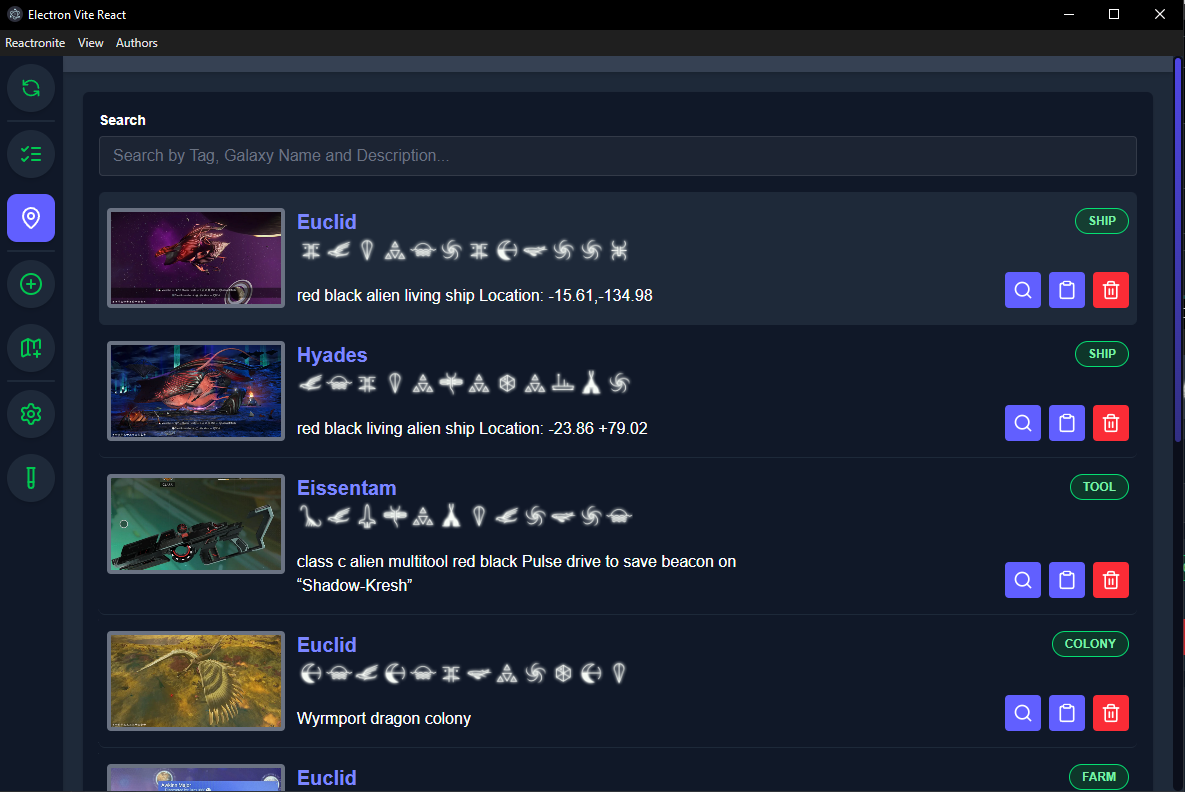 Electron Vite React
Reactronite View Authors
Search
Search by Tag, Galaxy Name and Description...
Euclid
SHIP
red black alien living ship Location: -15.61,-134.98
Hyades
SHIP
red black living alien ship Location: -23.86 +79.02
Eissentam
TOOL
class c alien multitool red black Pulse drive to save beacon on
“Shadow-Kresh”
Euclid
COLONY
Wyrmport dragon colony
Euclid
FARM